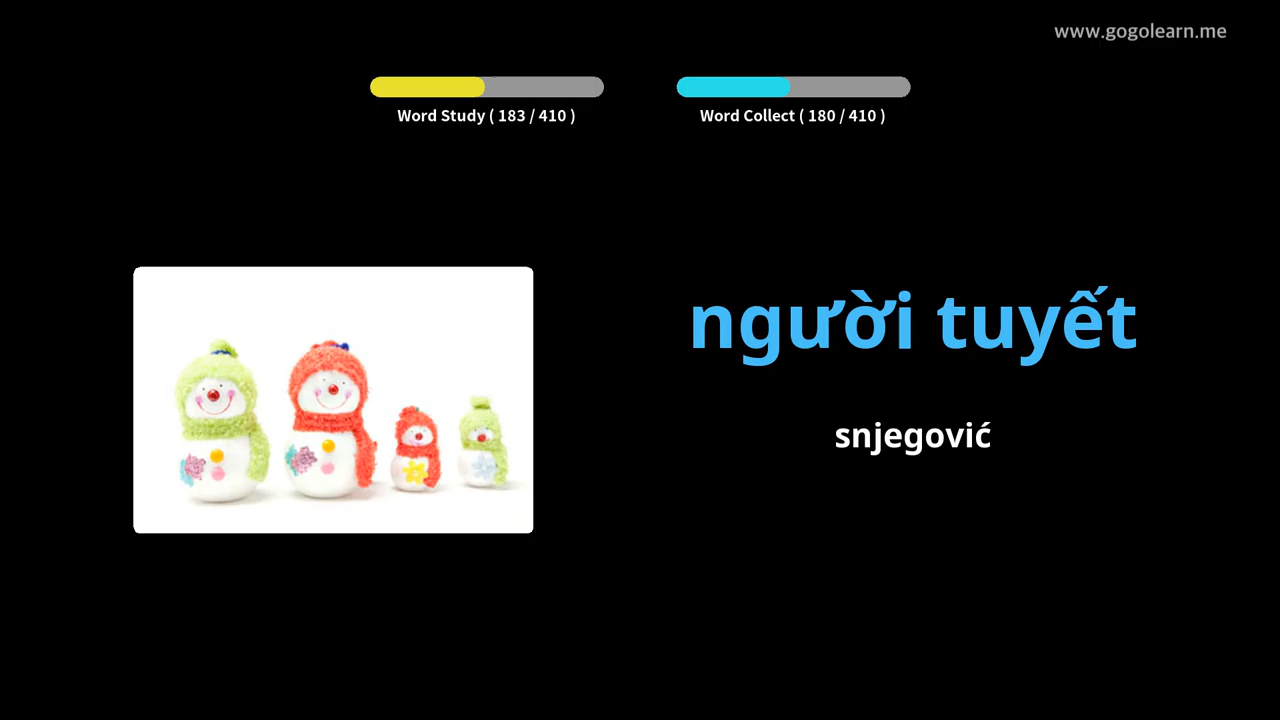 www.gogolearn.me
Word Study ( 183 / 410 )
Word Collect ( 180 / 410 )
người tuyết
snjegović